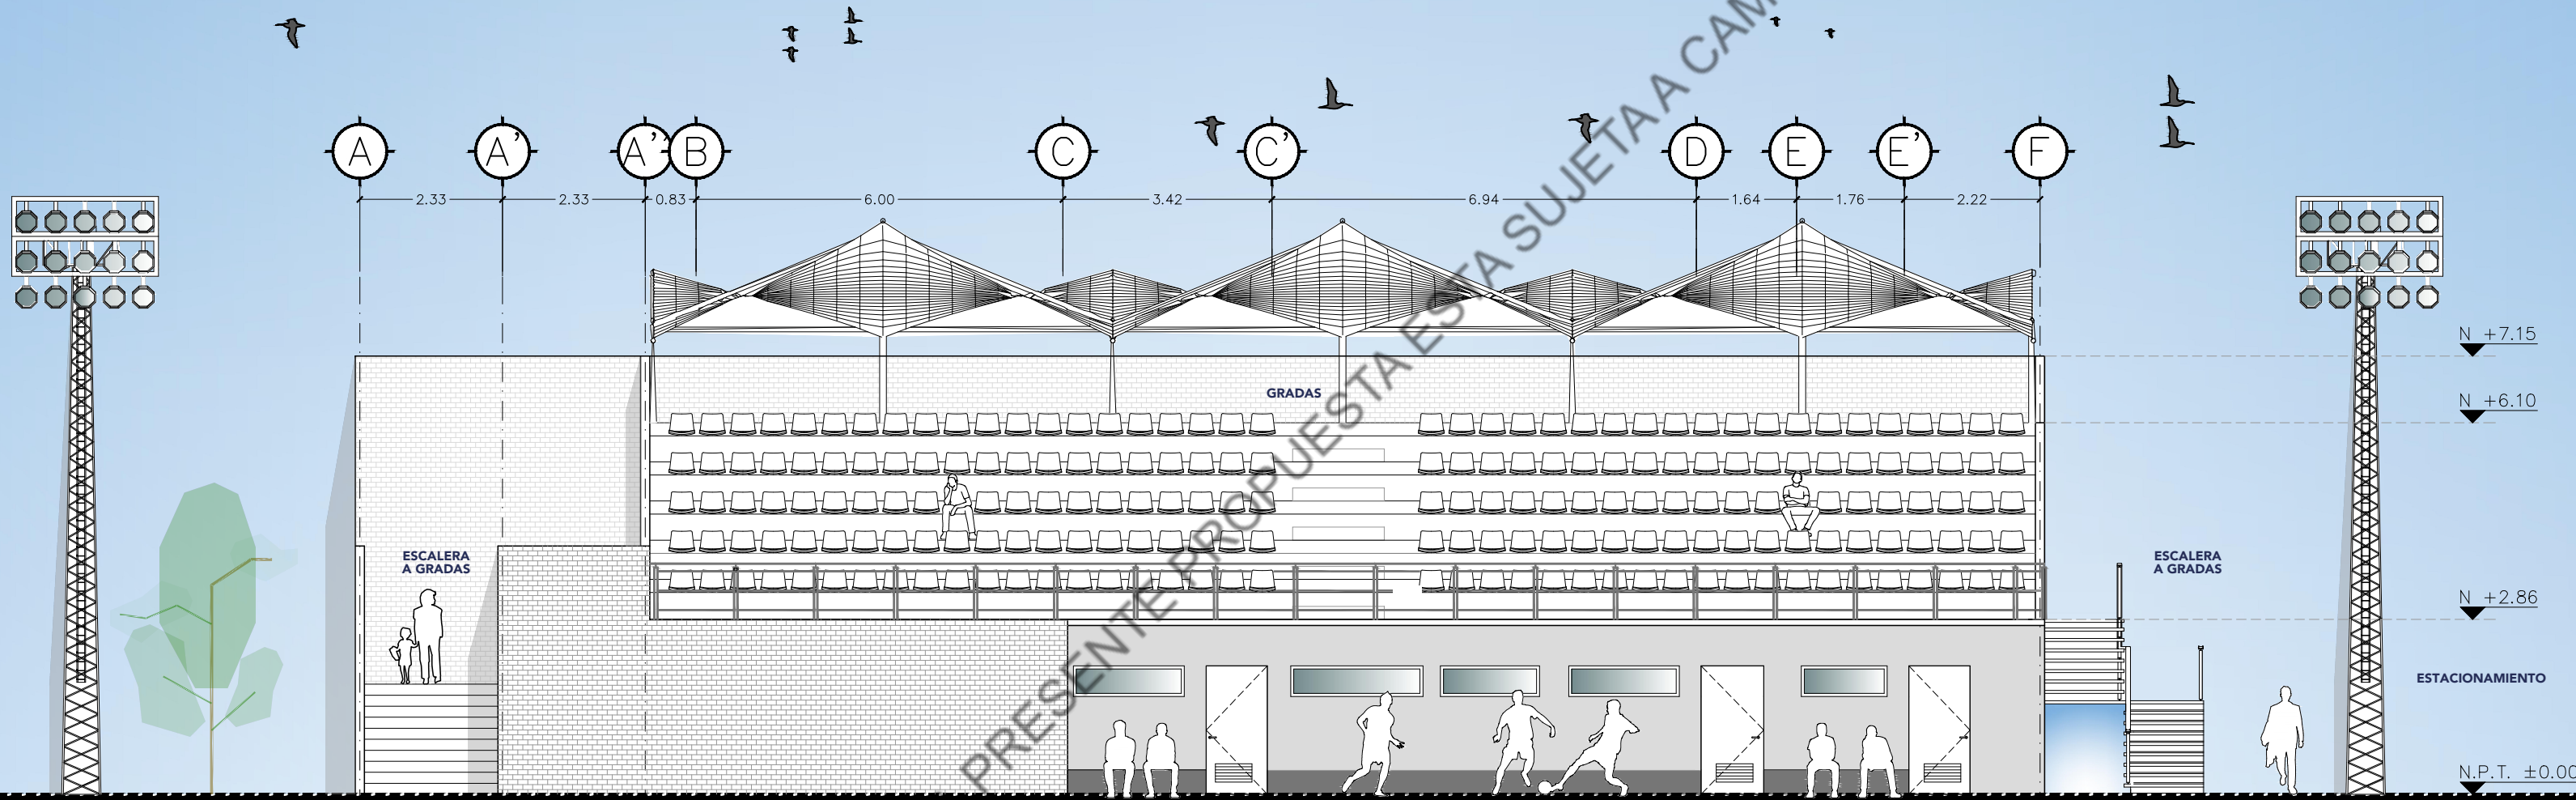 A A' A'' B C C' D E E' F
2.33 2.33 0.83 6.00 3.42 6.94 1.64 1.76 2.22
N +7.15
GRADAS
N +6.10
ESCALERA
A GRADAS
ESCALERA
A GRADAS
N +2.86
ESTACIONAMIENTO
N.P.T. ±0.00
PRESENTE PROPUESTA ESTA SUJETA A CAM